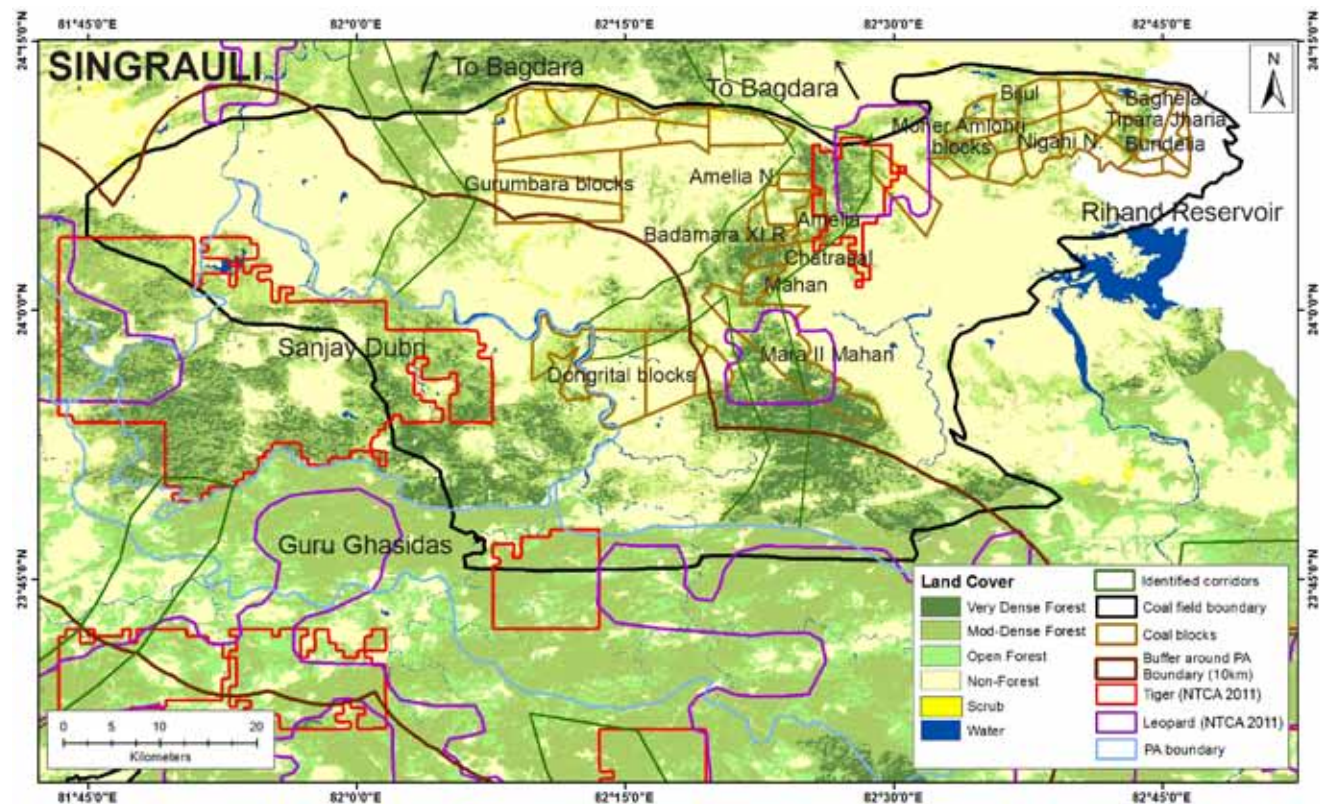 81°45'0"E 82°0'0"E 82°15'0"E 82°30'0"E 82°45'0"E
24°15'0"N
24°15'0"N
SINGRAULI
To Bagdara
To Bagdara
N
Bijul
Baghela/
Tipara Jharia
Moher Amlohri
blocks
Nigahi N.
Bundelia
Gurumbara blocks
Amelia N
Amelia
Rihand Reservoir
Badamara XI R
Chatrasal
Mahan
24°0'0"N
24°0'0"N
Sanjay Dubri
Mara II Mahan
Dongrital blocks
Guru Ghasidas
23°45'0"N
23°45'0"N
Land Cover
Very Dense Forest
Mod-Dense Forest
Open Forest
Non-Forest
Scrub
Water
Identified corridors
Coal field boundary
Coal blocks
Buffer around PA
Boundary (10km)
Tiger (NTCA 2011)
Leopard (NTCA 2011)
PA boundary
0 5 10 20
Kilometers
81°45'0"E 82°0'0"E 82°15'0"E 82°30'0"E 82°45'0"E